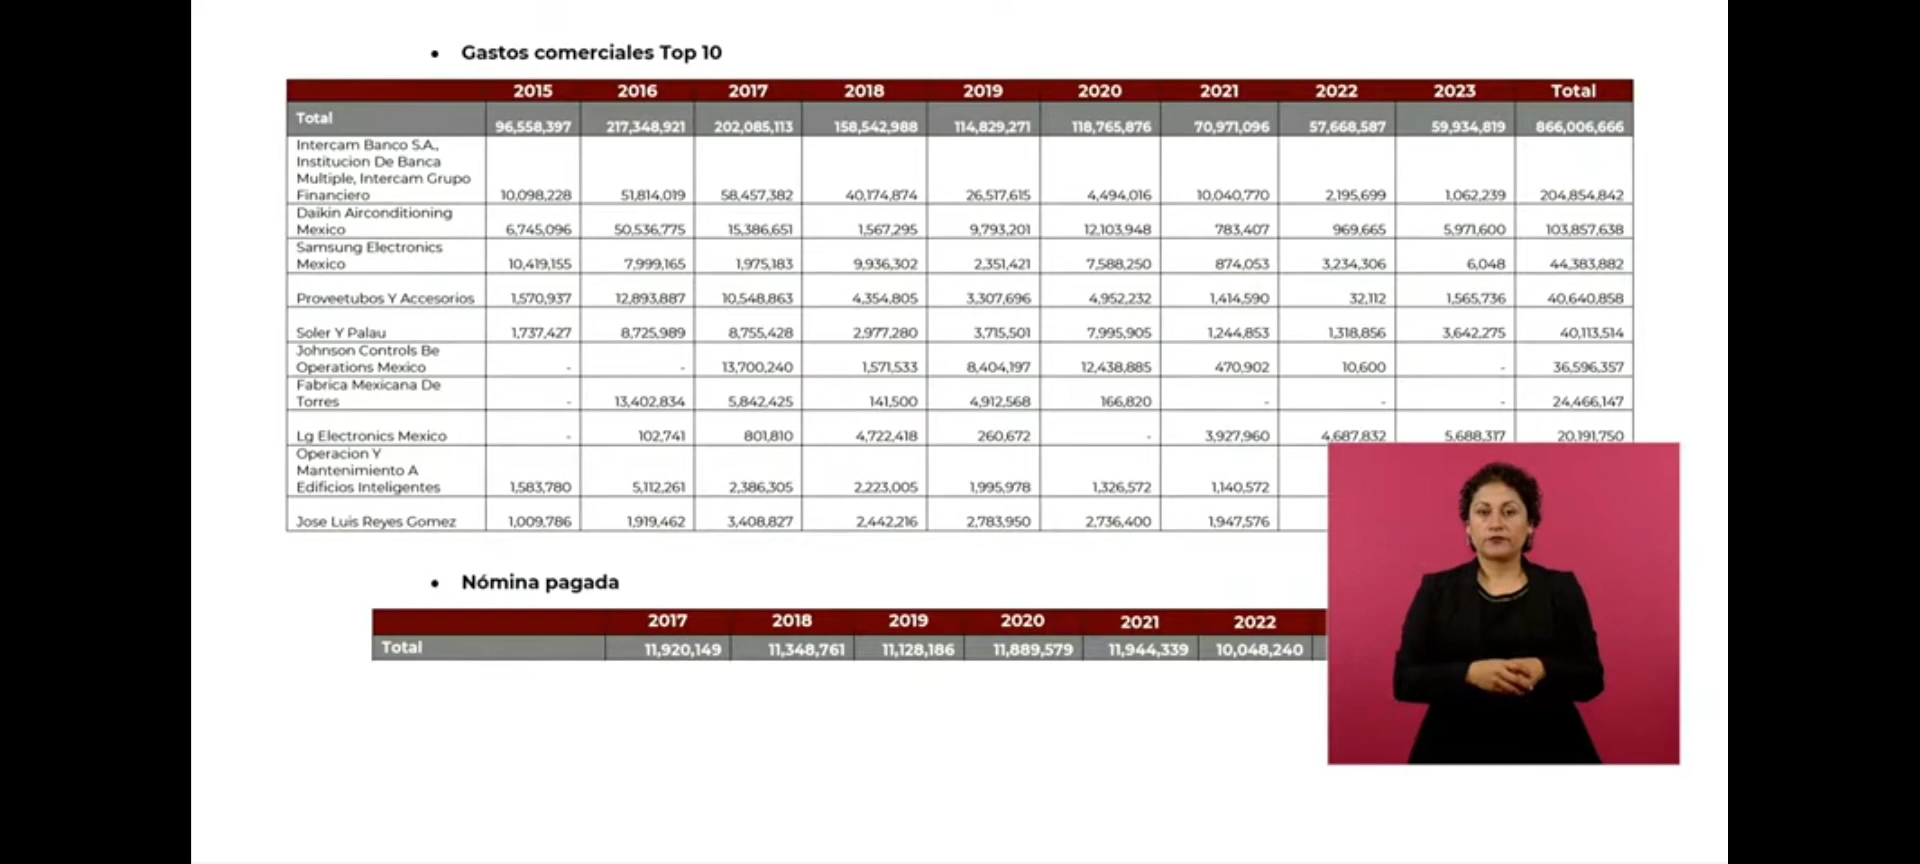 • Gastos comerciales Top 10
2015 2016 2017 2018 2019 2020 2021 2022 2023 Total
Total 96,558,397 217,348,921 202,085,113 158,542,988 114,829,271 118,765,876 70,971,096 57,668,587 59,934,819 866,006,666
Intercam Banco S.A.,
Institucion De Banca
Multiple, Intercam Grupo
Financiero 10,098,228 51,814,019 58,457,382 40,174,874 26,517,615 4,494,016 10,040,770 2,195,699 1,062,239 204,854,842
Daikin Airconditioning
Mexico 6,745,096 50,536,775 15,386,651 1,567,295 9,793,201 12,103,948 783,407 969,665 5,971,600 103,857,638
Samsung Electronics
Mexico 10,419,155 7,999,165 1,975,183 9,936,302 2,351,421 7,588,250 874,053 3,234,306 6,048 44,383,882
Proveetubos Y Accesorios 1,570,937 12,893,887 10,548,863 4,354,805 3,307,696 4,952,232 1,414,590 32,112 1,565,736 40,640,858
Soler Y Palau 1,737,427 8,725,989 8,755,428 2,977,280 3,715,501 7,995,905 1,244,853 1,318,856 3,642,275 40,113,514
Johnson Controls Be
Operations Mexico - - 13,700,240 1,571,533 8,404,197 12,438,885 470,902 10,600 - 36,596,357
Fabrica Mexicana De
Torres - 13,402,834 5,842,425 141,500 4,912,568 166,820 - - - 24,466,147
Lg Electronics Mexico - 102,741 801,810 4,722,418 260,672 - 3,927,960 4,687,832 5,688,317 20,191,750
Operacion Y
Mantenimiento A
Edificios Inteligentes 1,583,780 5,112,261 2,386,305 2,223,005 1,995,978 1,326,572 1,140,572
Jose Luis Reyes Gomez 1,009,786 1,919,462 3,408,827 2,442,216 2,783,950 2,736,400 1,947,576
• Nómina pagada
2017 2018 2019 2020 2021 2022
Total 11,920,149 11,348,761 11,128,186 11,889,579 11,944,339 10,048,240